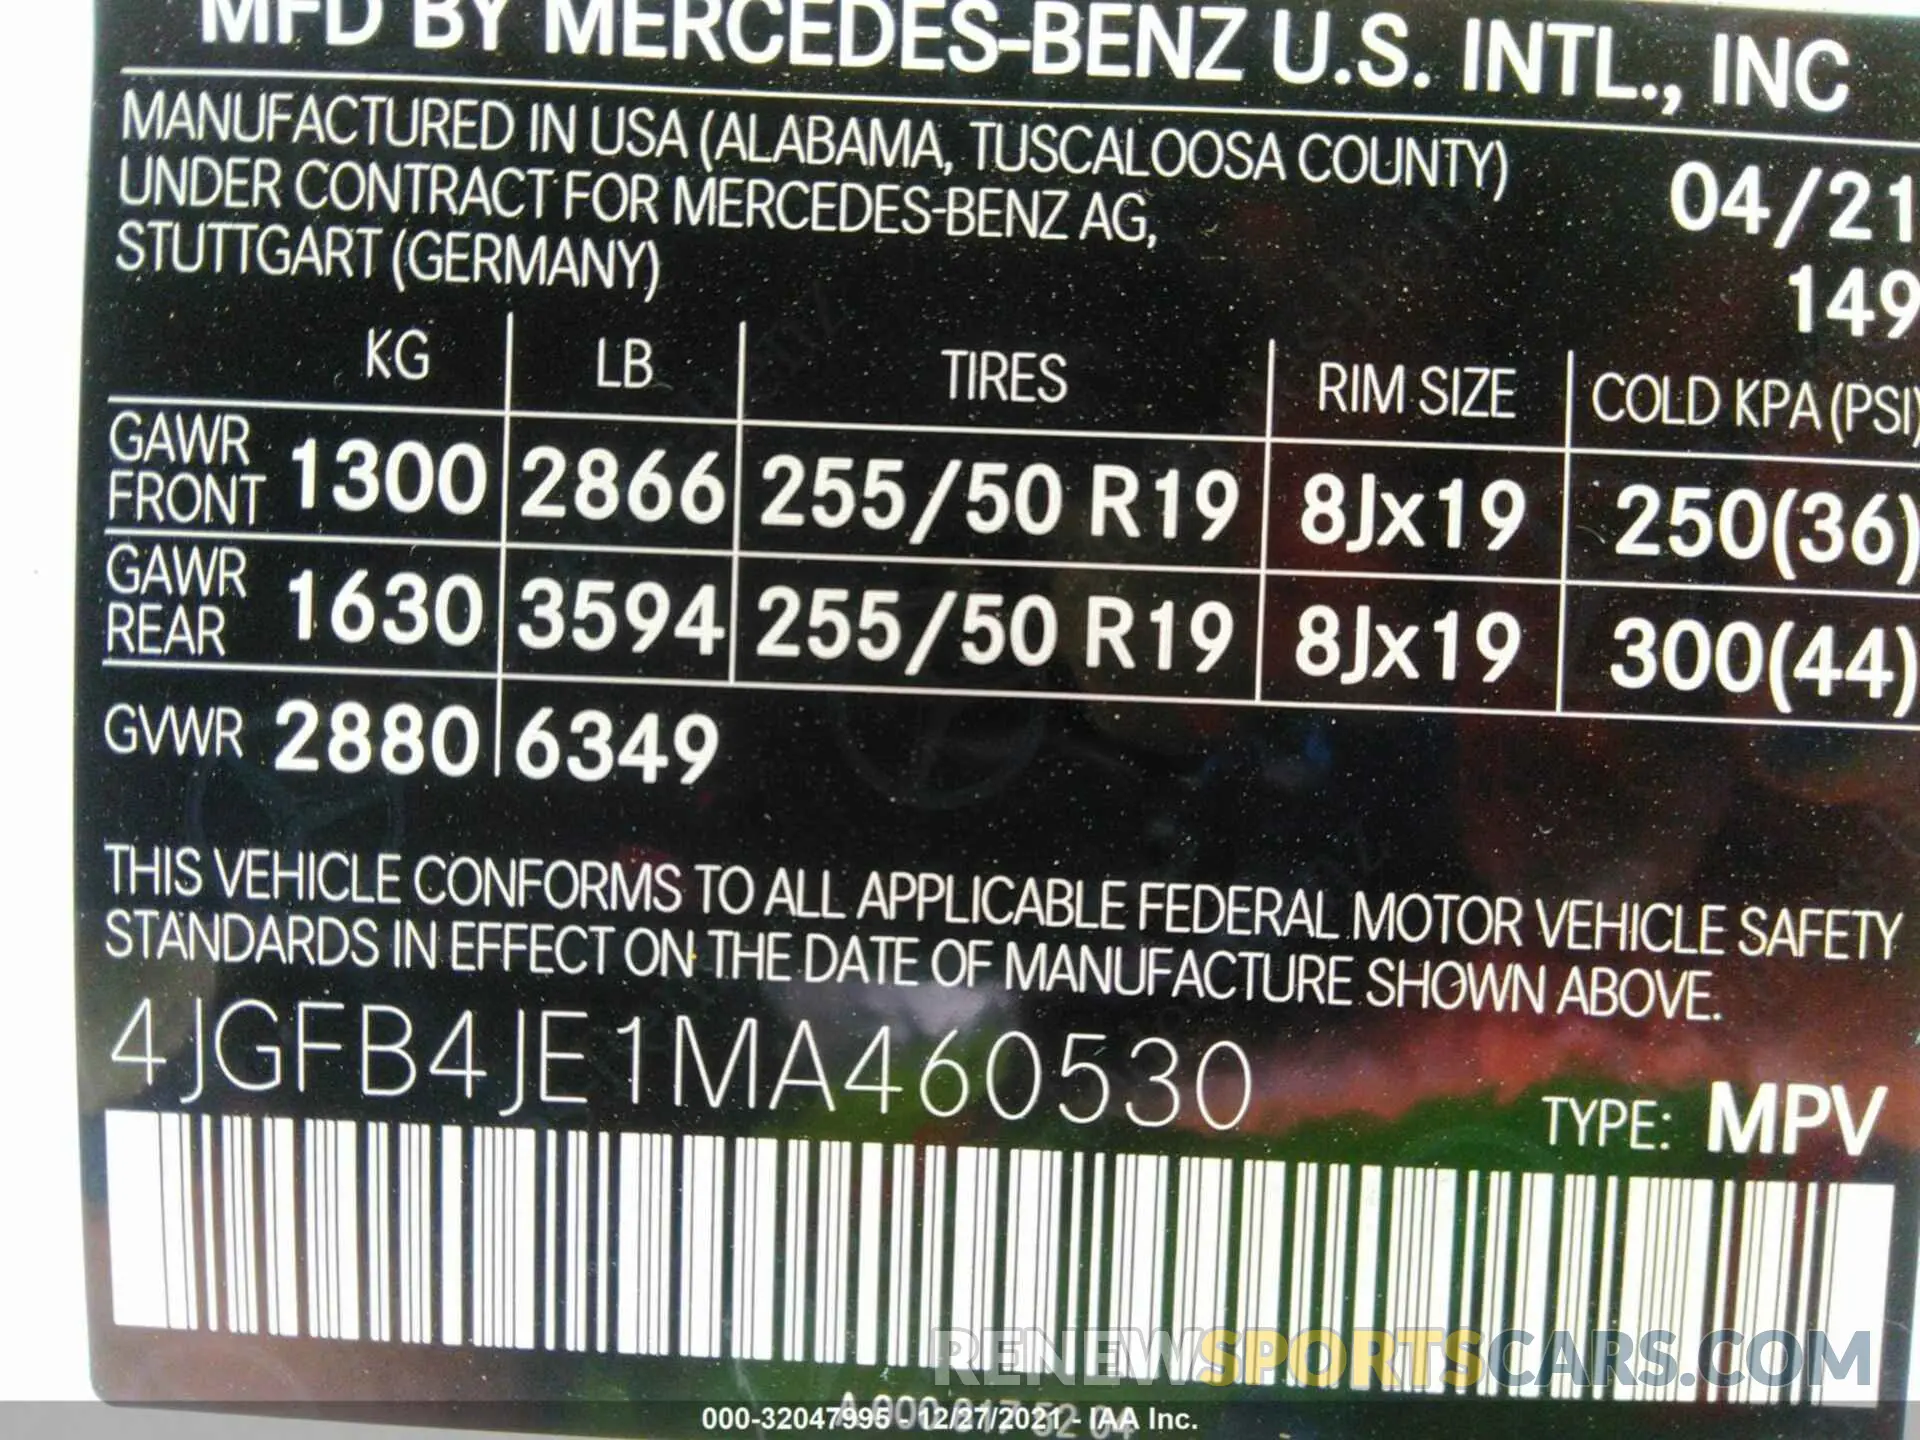 MFD BY MERCEDES-BENZ U.S. INTL., INC
MANUFACTURED IN USA (ALABAMA, TUSCALOOSA COUNTY)
UNDER CONTRACT FOR MERCEDES-BENZ AG,
STUTTGART (GERMANY)
04/21
149
KG LB TIRES RIM SIZE COLD KPA (PSI)
GAWR FRONT 1300 2866 255/50 R19 8Jx19 250(36)
GAWR REAR 1630 3594 255/50 R19 8Jx19 300(44)
GVWR 2880 6349
THIS VEHICLE CONFORMS TO ALL APPLICABLE FEDERAL MOTOR VEHICLE SAFETY
STANDARDS IN EFFECT ON THE DATE OF MANUFACTURE SHOWN ABOVE.
4JGFB4JE1MA460530
TYPE: MPV
RENEWSPORTSCARS.COM
000-32047995 - 12/27/2021 - IAA Inc.